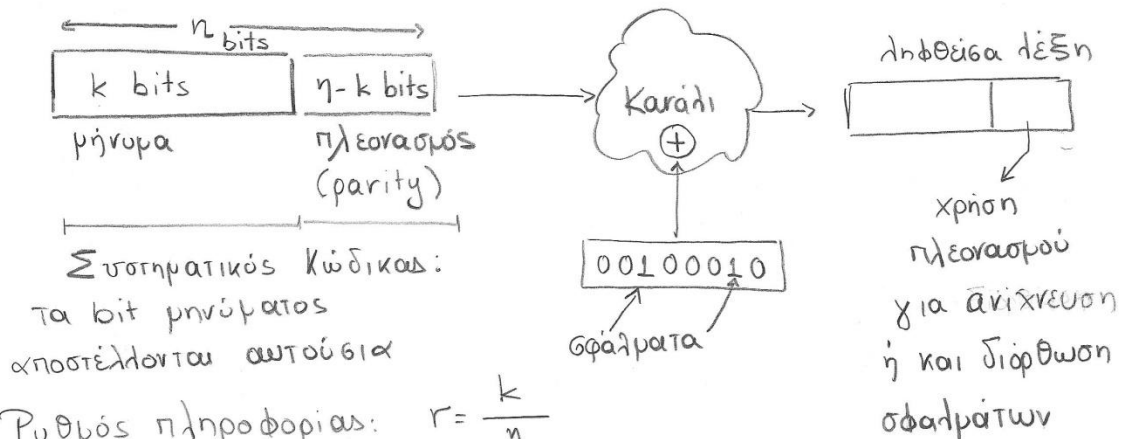 n bits
k bits
n-k bits
μήνυμα
πλεονασμός
(parity)
Συστηματικός Κώδικας:
τα bit μηνύματος
αποστέλλονται αυτούσια
Ρυθμός πληροφορίας: r = k/n
Κανάλι
+
00100010
σφάλματα
ληφθείσα λέξη
χρήση
πλεονασμού
για ανίχνευση
ή και διόρθωση
σφαλμάτων